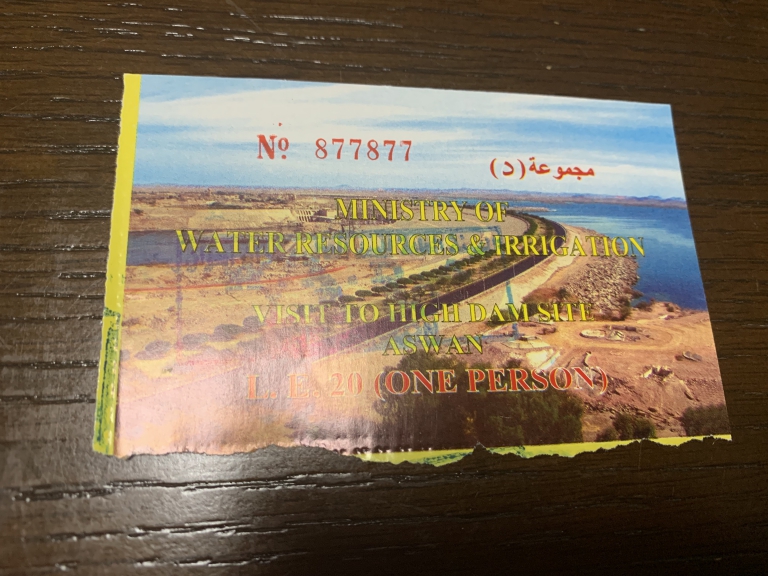 Nº 877877
مجموعة (د)
MINISTRY OF
WATER RESOURCES & IRRIGATION
VISIT TO HIGH DAM SITE
ASWAN
L. E. 20 (ONE PERSON)